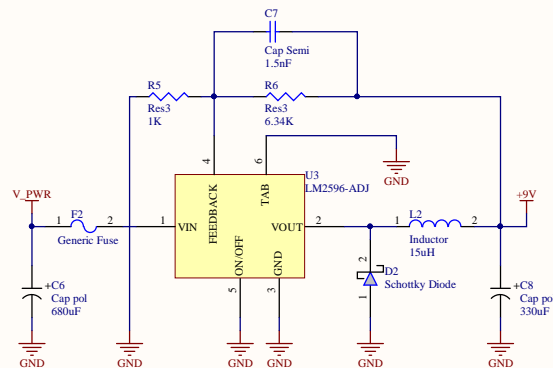 C7
Cap Semi
1.5nF
R5
Res3
1K
R6
Res3
6.34K
4
6
GND
U3
LM2596-ADJ
FEEDBACK
TAB
V_PWR
F2
1 2
Generic Fuse
1
VIN
VOUT
2
1
L2
2
Inductor
15uH
+9V
ON/OFF
GND
5
3
2
D2
1
Schottky Diode
+C6
Cap pol
680uF
+C8
Cap po
330uF
GND
GND
GND
GND
GND
GND